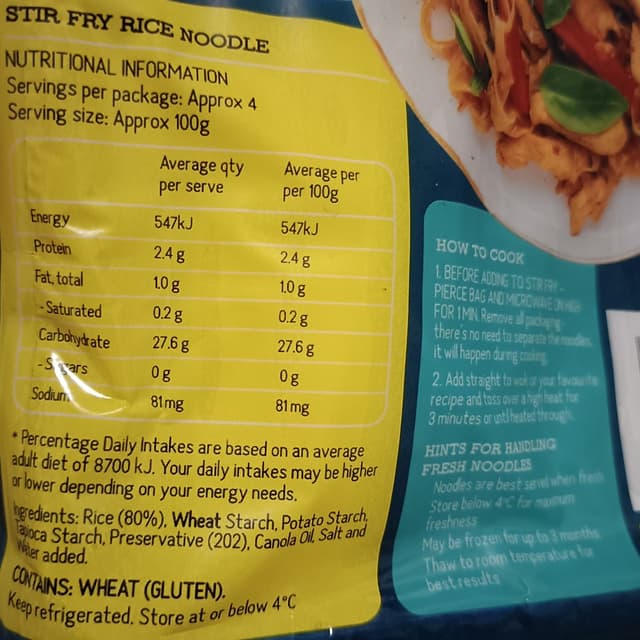 STIR FRY RICE NOODLE
NUTRITIONAL INFORMATION
Servings per package: Approx 4
Serving size: Approx 100g
Average qty per serve Average per per 100g
Energy 547kJ 547kJ
Protein 2.4 g 2.4 g
Fat, total 1.0 g 1.0 g
- Saturated 0.2 g 0.2 g
Carbohydrate 27.6 g 27.6 g
- Sugars 0 g 0 g
Sodium 81mg 81 mg
* Percentage Daily Intakes are based on an average
adult diet of 8700 kJ. Your daily intakes may be higher
or lower depending on your energy needs.
Ingredients: Rice (80%), Wheat Starch, Potato Starch,
Tapioca Starch, Preservative (202), Canola Oil, Salt and
Water added.
CONTAINS: WHEAT (GLUTEN).
Keep refrigerated. Store at or below 4°C
HOW TO COOK
1. BEFORE ADDING TO STIR FRY -
PIERCE BAG AND MICROWAVE ON HIGH
FOR 1 MIN. Remove all packaging
there's no need to separate the noodles,
it will happen during cooking.
2. Add straight to wok or your favourite
recipe and toss over a high heat for
3 minutes or until heated through.
HINTS FOR HANDLING
FRESH NOODLES
Noodles are best served when fresh
Store below 4°C for maximum
freshness
May be frozen for up to 3 months
Thaw to room temperature for
best results